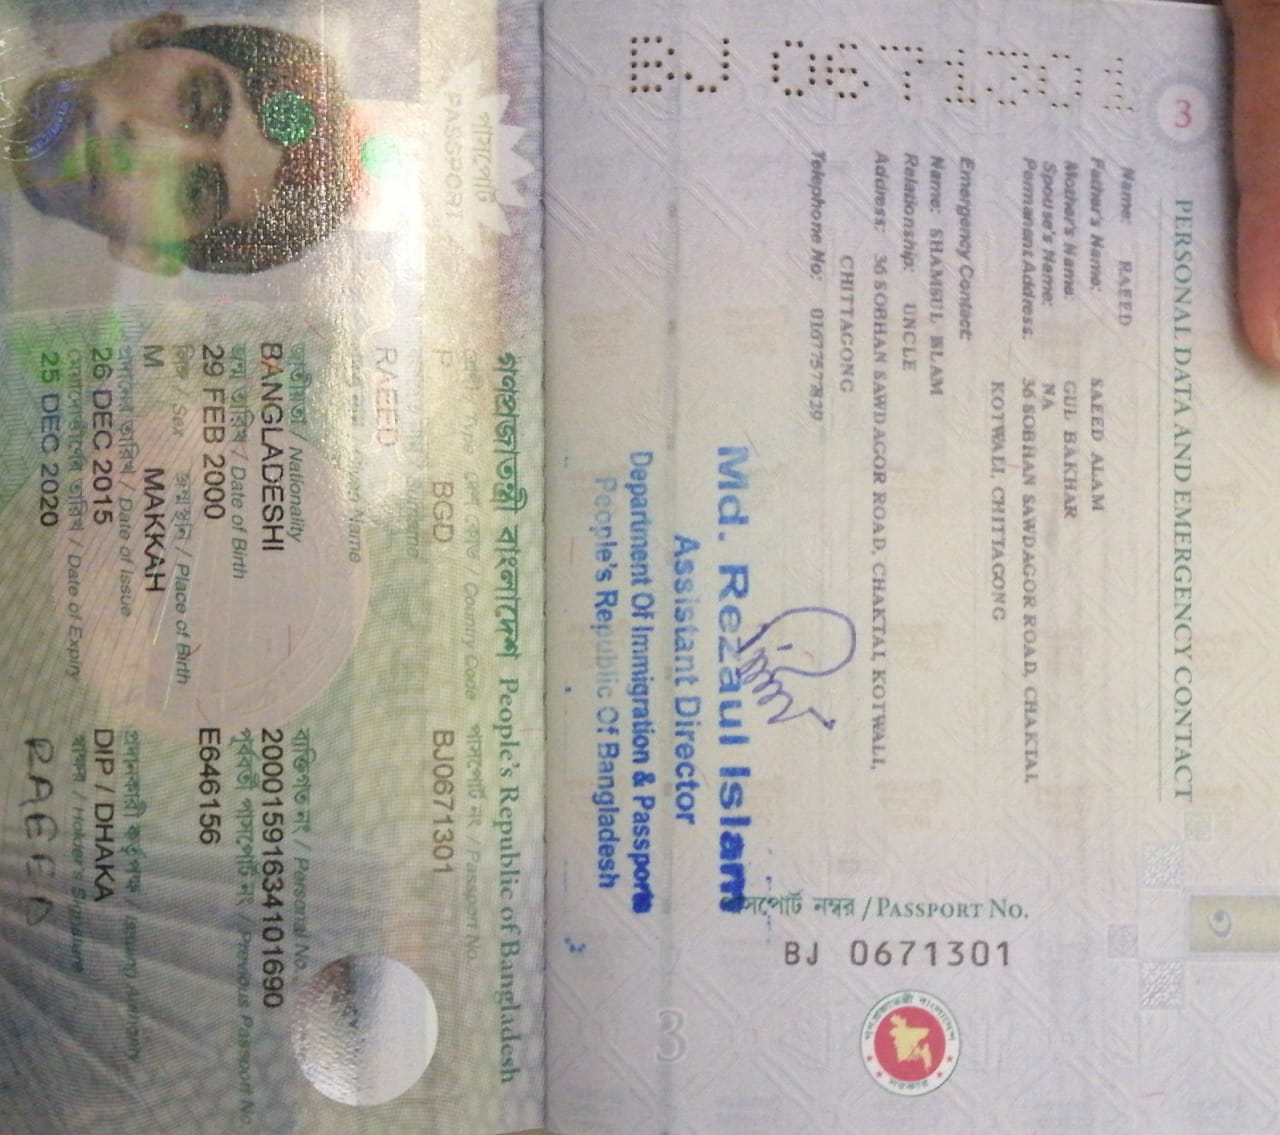 3
PERSONAL DATA AND EMERGENCY CONTACT
Name: RAEED
Father's Name: SAEED ALAM
Mother's Name: GUL BAKHAR
Spouse's Name: NA
Permanent Address: 36 SOBHAN SAWDAGOR ROAD, CHAKTAI,
KOTWALI, CHITTAGONG
Emergency Contact:
Name: SHAMSUL ISLAM
Relationship: UNCLE
Address: 36 SOBHAN SAWDAGOR ROAD, CHAKTAI, KOTWALI,
CHITTAGONG
Telephone No:
Md. Rezaul Islam
Assistant Director
Department Of Immigration & Passports
People's Republic Of Bangladesh
পাসপোর্ট নম্বর / PASSPORT NO.
BJ 0671301
গণপ্রজাতন্ত্রী বাংলাদেশ সরকার
3
১
BJ 0671301
গণপ্রজাতন্ত্রী বাংলাদেশ People's Republic of Bangladesh
পাসপোর্ট
PASSPORT
শ্রেণী / Type দেশ কোড / Country Code পাসপোর্ট নং / Passport No.
P BGD BJ0671301
Surname
RAEED
Name
জাতীয়তা / Nationality ব্যক্তিগত নং / Personal No.
BANGLADESHI 20001591634101690
জন্ম তারিখ / Date of Birth পূর্ববর্তী পাসপোর্ট নং / Previous Passport No.
29 FEB 2000 E646156
লিঙ্গ / Sex জন্মস্থান / Place of Birth
M MAKKAH
প্রদানের তারিখ / Date of Issue প্রদানকারী কর্তৃপক্ষ / Issuing Authority
26 DEC 2015 DIP / DHAKA
মেয়াদোত্তীর্ণের তারিখ / Date of Expiry স্বাক্ষর / Holder's Signature
25 DEC 2020 RAEED